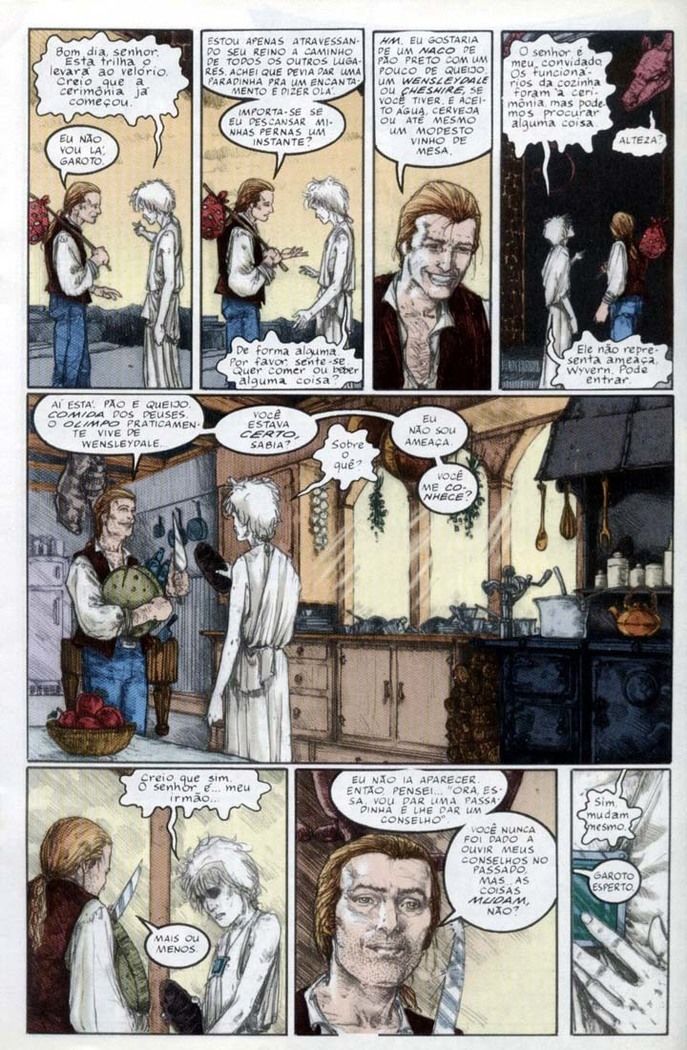 Bom dia, senhor.
Esta trilha o
levará ao velório.
Creio que a
cerimônia já
começou.
EU NÃO
VOU LÁ,
GAROTO.
ESTOU APENAS ATRAVESSAN-
DO SEU REINO A CAMINHO
DE TODOS OS OUTROS LUGA-
RES. ACHEI QUE DEVIA DAR UMA
PARADINHA PRA UM ENCANTA-
MENTO E DIZER OLÁ.
IMPORTA-SE SE
EU DESCANSAR MI-
NHAS PERNAS UM
INSTANTE?
De forma alguma.
Por favor, sente-se.
Quer comer ou beber
alguma coisa?
HM. EU GOSTARIA
DE UM NACO DE
PÃO PRETO COM UM
POUCO DE QUEIJO.
UM WENSLEYDALE
OU CHESHIRE, SE
VOCÊ TIVER. E ACEI-
TO ÁGUA, CERVEJA
OU ATÉ MESMO
UM MODESTO
VINHO DE
MESA.
O senhor é
meu convidado.
Os funcioná-
rios da cozinha
foram à ceri-
mônia, mas pode-
mos procurar
alguma coisa.
ALTEZA?
Ele não repre-
senta ameaça,
Wyvern. Pode
entrar.
AÍ ESTÁ. PÃO E QUEIJO.
COMIDA DOS DEUSES.
O OLIMPO PRATICAMEN-
TE VIVE DE
WENSLEYDALE.
VOCÊ
ESTAVA
CERTO,
SABIA?
Sobre
o
quê?
EU
NÃO SOU
AMEAÇA.
VOCÊ
ME CO-
NHECE?
Creio que sim.
O senhor é... meu
irmão...
MAIS OU
MENOS.
EU NÃO IA APARECER.
ENTÃO PENSEI... "ORA, ES-
SA, VOU DAR UMA PASSA-
DINHA E LHE DAR UM
CONSELHO".
VOCÊ NUNCA
FOI DADO A
OUVIR MEUS
CONSELHOS NO
PASSADO,
MAS... AS
COISAS
MUDAM,
NÃO?
Sim,
mudam
mesmo.
GAROTO
ESPERTO.